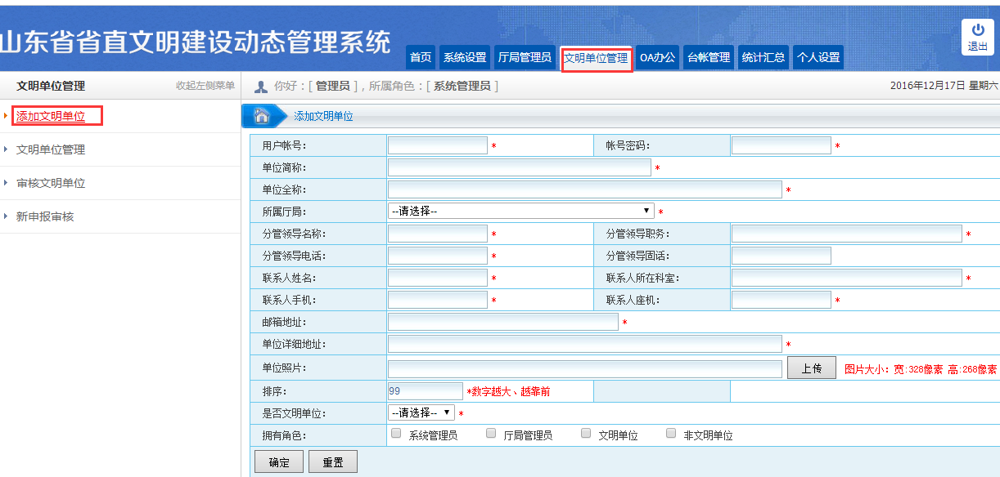 山东省省直文明建设动态管理系统
首页 系统设置 厅局管理员 文明单位管理 OA办公 台帐管理 统计汇总 个人设置
退出
文明单位管理 收起左侧菜单
你好：[ 管理员 ]，所属角色：[ 系统管理员 ]
2016年12月17日 星期六
添加文明单位
文明单位管理
审核文明单位
新申报审核
添加文明单位
用户帐号： * 帐号密码： *
单位简称： *
单位全称： *
所属厅局： --请选择-- *
分管领导名称： * 分管领导职务： *
分管领导电话： * 分管领导固话：
联系人姓名： * 联系人所在科室： *
联系人手机： * 联系人座机： *
邮箱地址： *
单位详细地址： *
单位照片： 上传 图片大小：宽:328像素 高:268像素
排序： 99 *数字越大、越靠前
是否文明单位： --请选择-- *
拥有角色： 系统管理员 厅局管理员 文明单位 非文明单位
确定 重置